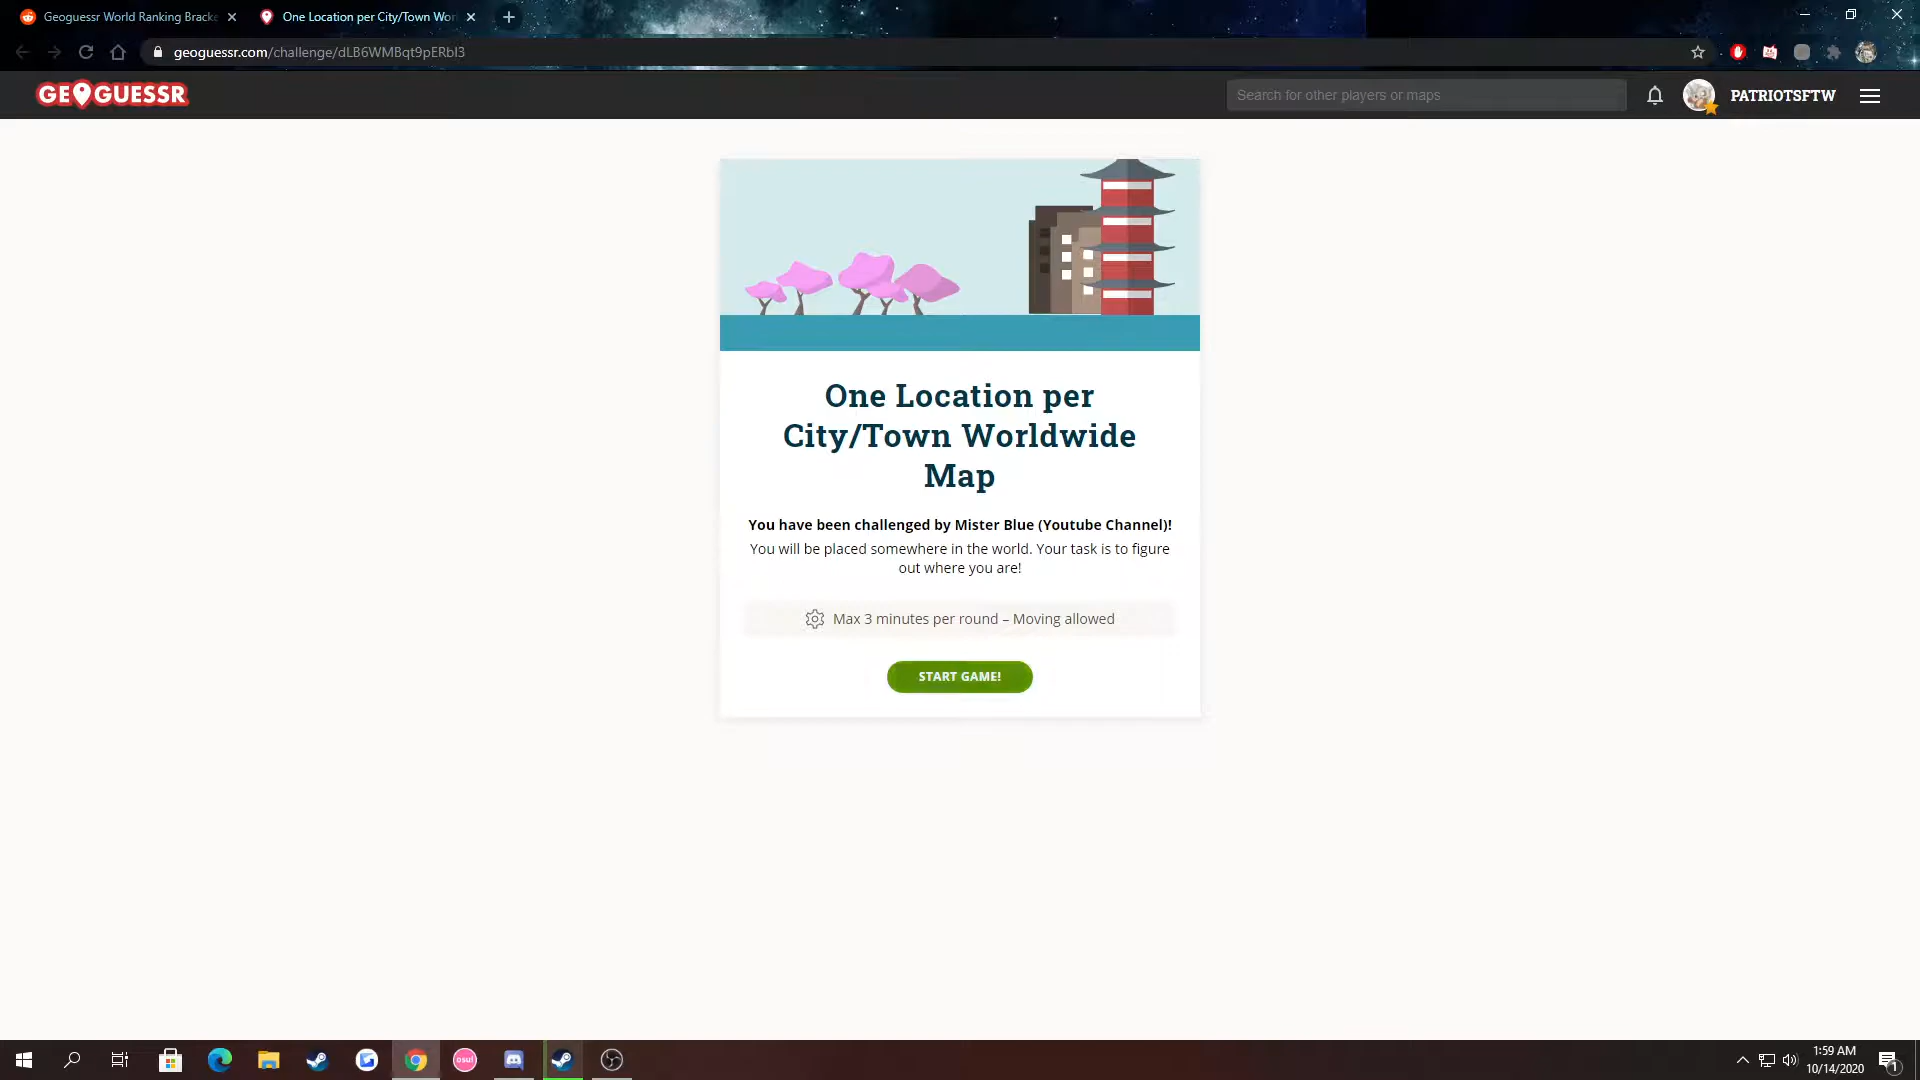 Geoguessr World Ranking Bracke
One Location per City/Town Wor
geoguessr.com/challenge/dLB6WMBqt9pERbI3
GEOGUESSR
Search for other players or maps
PATRIOTSFTW
One Location per
City/Town Worldwide
Map
You have been challenged by Mister Blue (Youtube Channel)!
You will be placed somewhere in the world. Your task is to figure
out where you are!
Max 3 minutes per round – Moving allowed
START GAME!
osu!
1:59 AM
10/14/2020
1